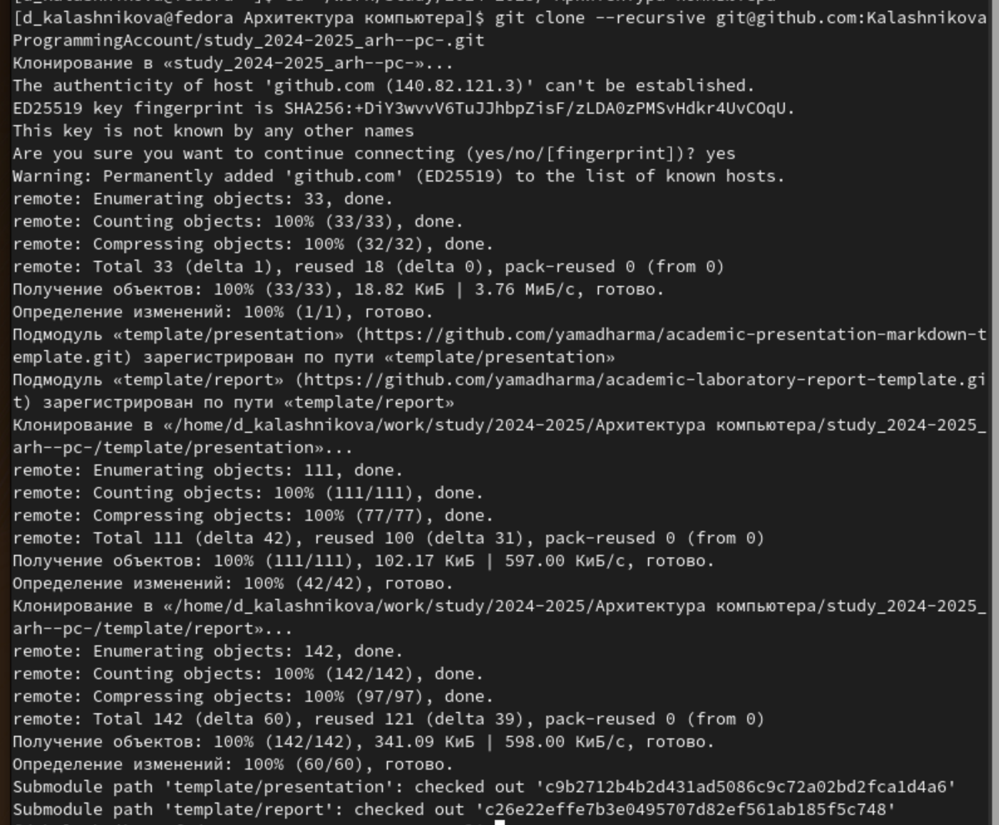 [d_kalashnikova@fedora Архитектура компьютера]$ git clone --recursive git@github.com:Kalashnikova
ProgrammingAccount/study_2024-2025_arh--pc-.git
Клонирование в «study_2024-2025_arh--pc-»...
The authenticity of host 'github.com (140.82.121.3)' can't be established.
ED25519 key fingerprint is SHA256:+DiY3wvvV6TuJJhbpZisF/zLDA0zPMSvHdkr4UvCOqU.
This key is not known by any other names
Are you sure you want to continue connecting (yes/no/[fingerprint])? yes
Warning: Permanently added 'github.com' (ED25519) to the list of known hosts.
remote: Enumerating objects: 33, done.
remote: Counting objects: 100% (33/33), done.
remote: Compressing objects: 100% (32/32), done.
remote: Total 33 (delta 1), reused 18 (delta 0), pack-reused 0 (from 0)
Получение объектов: 100% (33/33), 18.82 КиБ | 3.76 МиБ/с, готово.
Определение изменений: 100% (1/1), готово.
Подмодуль «template/presentation» (https://github.com/yamadharma/academic-presentation-markdown-t
emplate.git) зарегистрирован по пути «template/presentation»
Подмодуль «template/report» (https://github.com/yamadharma/academic-laboratory-report-template.gi
t) зарегистрирован по пути «template/report»
Клонирование в «/home/d_kalashnikova/work/study/2024-2025/Архитектура компьютера/study_2024-2025_
arh--pc-/template/presentation»...
remote: Enumerating objects: 111, done.
remote: Counting objects: 100% (111/111), done.
remote: Compressing objects: 100% (77/77), done.
remote: Total 111 (delta 42), reused 100 (delta 31), pack-reused 0 (from 0)
Получение объектов: 100% (111/111), 102.17 КиБ | 597.00 КиБ/с, готово.
Определение изменений: 100% (42/42), готово.
Клонирование в «/home/d_kalashnikova/work/study/2024-2025/Архитектура компьютера/study_2024-2025_
arh--pc-/template/report»...
remote: Enumerating objects: 142, done.
remote: Counting objects: 100% (142/142), done.
remote: Compressing objects: 100% (97/97), done.
remote: Total 142 (delta 60), reused 121 (delta 39), pack-reused 0 (from 0)
Получение объектов: 100% (142/142), 341.09 КиБ | 598.00 КиБ/с, готово.
Определение изменений: 100% (60/60), готово.
Submodule path 'template/presentation': checked out 'c9b2712b4b2d431ad5086c9c72a02bd2fca1d4a6'
Submodule path 'template/report': checked out 'c26e22effe7b3e0495707d82ef561ab185f5c748'